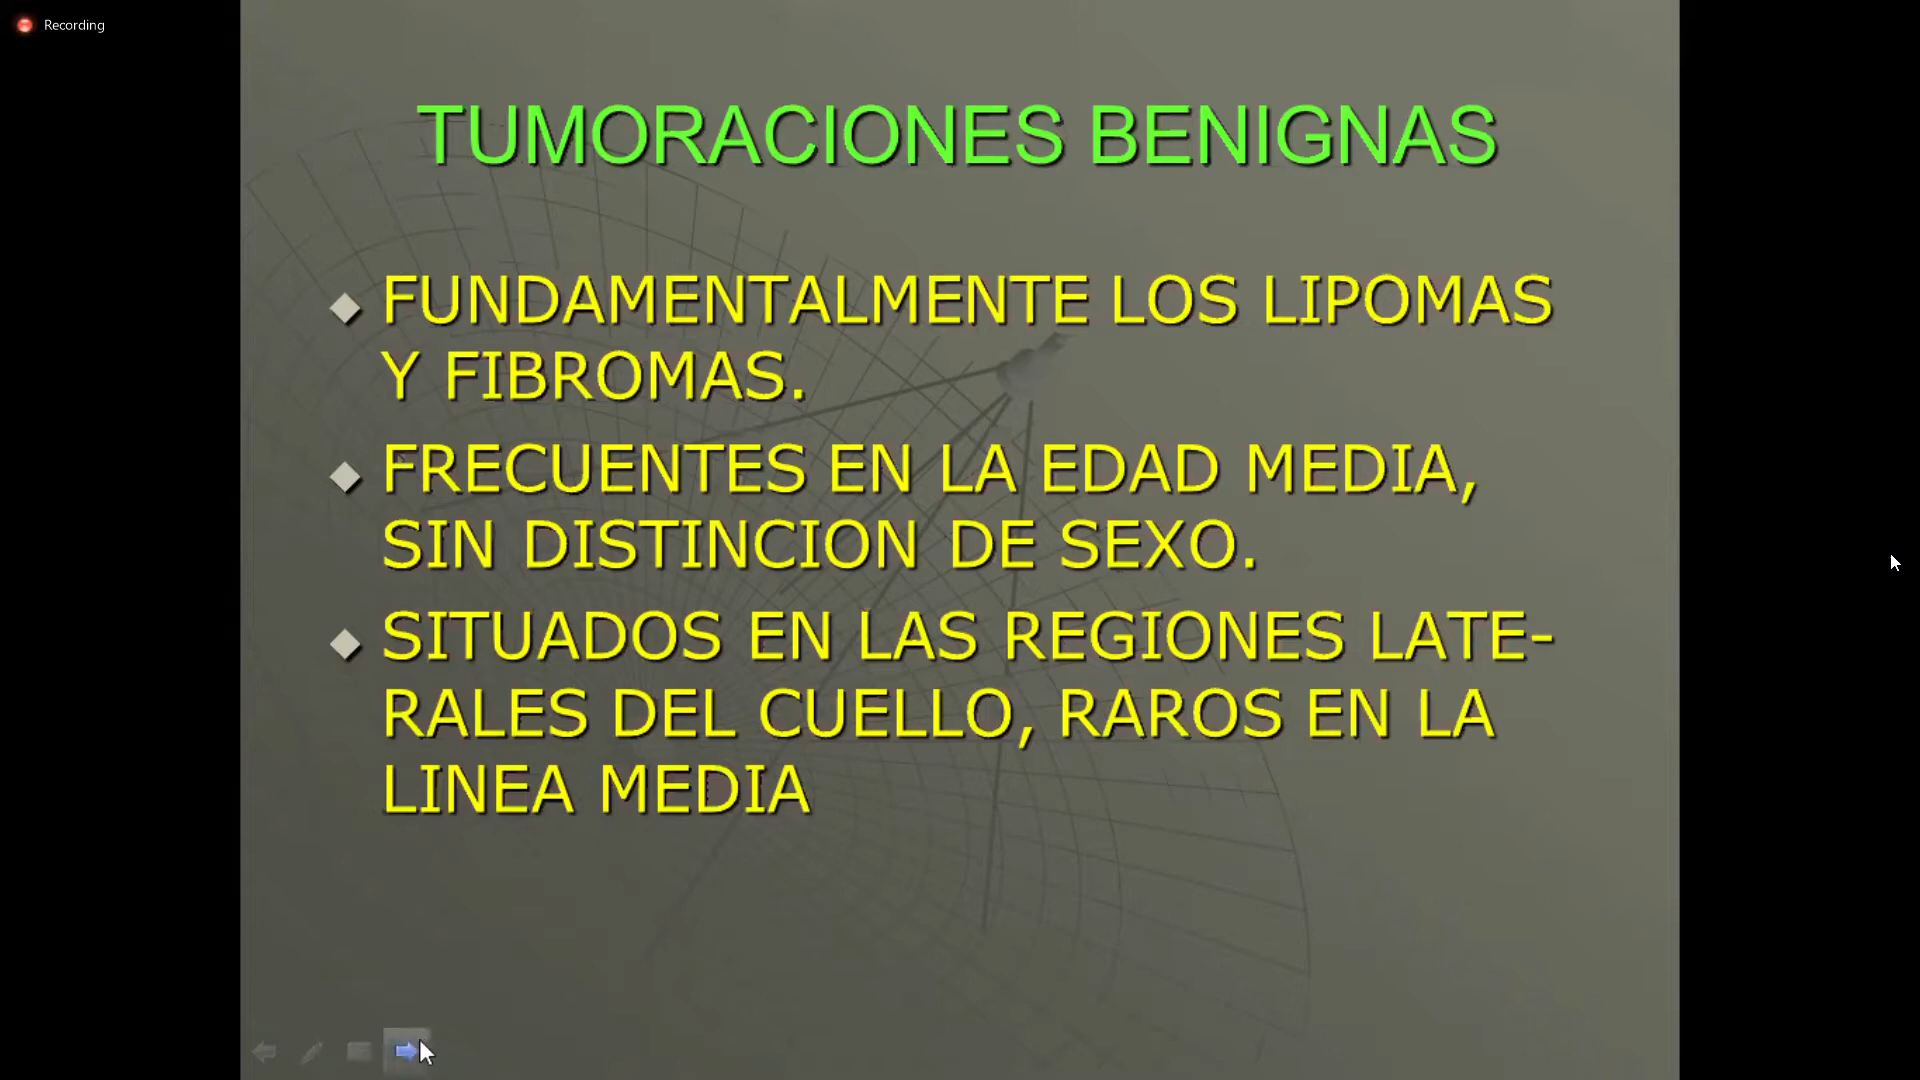 Recording
TUMORACIONES BENIGNAS
FUNDAMENTALMENTE LOS LIPOMAS
Y FIBROMAS.
FRECUENTES EN LA EDAD MEDIA,
SIN DISTINCION DE SEXO.
SITUADOS EN LAS REGIONES LATE-
RALES DEL CUELLO, RAROS EN LA
LINEA MEDIA